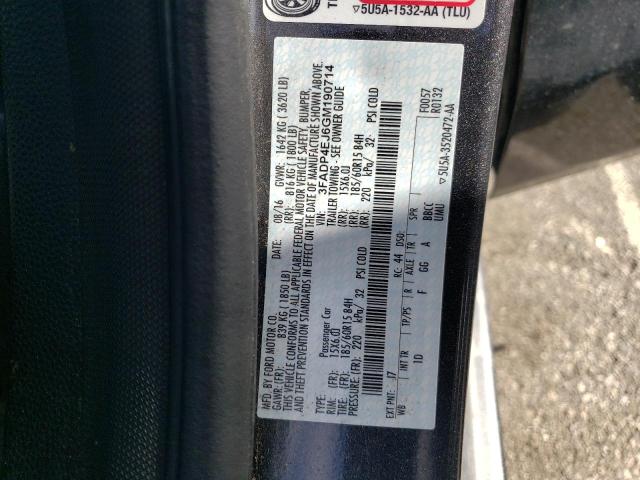 ▽5U5A-1532-AA (TLU)
MFD. BY FORD MOTOR CO.
DATE: 08/16 GVWR: 1642 KG ( 3620 LB)
GAWR: (FR): 839 KG ( 1850 LB) (RR): 816 KG ( 1800 LB)
THIS VEHICLE CONFORMS TO ALL APPLICABLE FEDERAL MOTOR VEHICLE SAFETY, BUMPER,
AND THEFT PREVENTION STANDARDS IN EFFECT ON THE DATE OF MANUFACTURE SHOWN ABOVE.
VIN: 3FADP4EJ6GM190714
TYPE: Passenger Car TRAILER TOWING - SEE OWNER GUIDE
RIM: (FR): 15X6.0J (RR): 15X6.0J
TIRE: (FR): 185/60R15 84H (RR): 185/60R15 84H
PRESSURE: (FR): 220 kPa/ 32 PSI COLD (RR): 220 kPa/ 32 PSI COLD
EXT PNT: J7 RC: 44 DSO: F0057
WB INT TR TP/PS R AXLE TR SPR R0132
1D F GG A BBCC
UMU
▽5U5A-3520472-AA